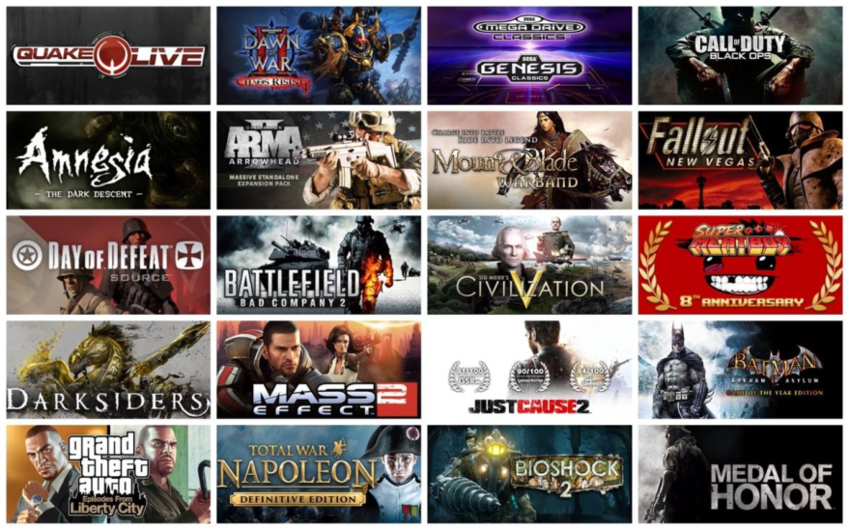 QUAKE LIVE
DAWN
OF
WAR
II
CHAOS RISING
SEGA
MEGA DRIVE
CLASSICS
SEGA
GENESIS
CLASSICS
CALL OF DUTY
BLACK OPS
Amnesia
– THE DARK DESCENT –
II
ARMA
ARROWHEAD
MASSIVE STANDALONE
EXPANSION PACK
CHARGE INTO BATTLE
RIDE INTO LEGEND
Mount & Blade
WARBAND
Fallout
NEW VEGAS
DAY OF DEFEAT
SOURCE
BATTLEFIELD
BAD COMPANY 2
SID MEIER'S
CIVILIZATION
V
SUPER
MEATBOY
8TH ANNIVERSARY
DARKSIDERS
MASS 2
EFFECT
90/100
JUST CAUSE 2
BATMAN
ARKHAM ASYLUM
GAME OF THE YEAR EDITION
grand
theft
auto
Episodes From
Liberty City
TOTAL WAR
NAPOLEON
DEFINITIVE EDITION
BIOSHOCK
2
MEDAL OF
HONOR